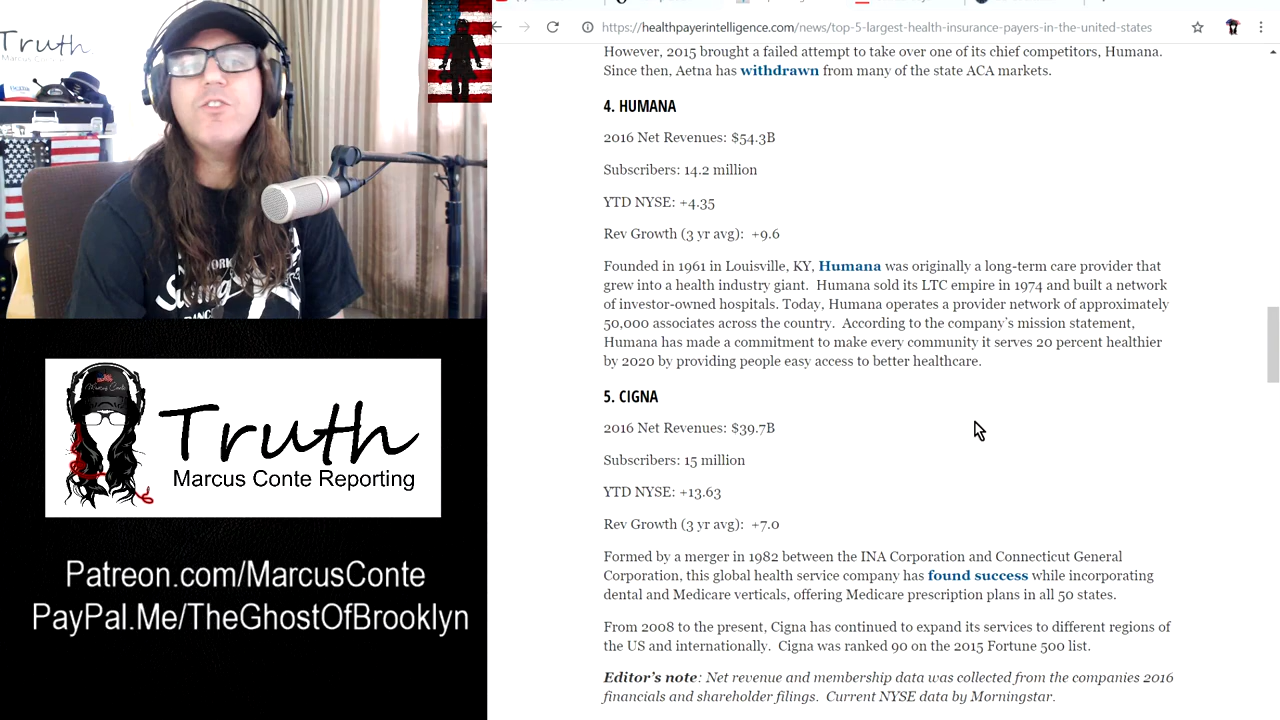 Truth
https://healthpayerintelligence.com/news/top-5-largest-health-insurance-payers-in-the-united-states
However, 2015 brought a failed attempt to take over one of its chief competitors, Humana.
Since then, Aetna has withdrawn from many of the state ACA markets.
4. HUMANA
2016 Net Revenues: $54.3B
Subscribers: 14.2 million
YTD NYSE: +4.35
Rev Growth (3 yr avg): +9.6
Founded in 1961 in Louisville, KY, Humana was originally a long-term care provider that
grew into a health industry giant. Humana sold its LTC empire in 1974 and built a network
of investor-owned hospitals. Today, Humana operates a provider network of approximately
50,000 associates across the country. According to the company's mission statement,
Humana has made a commitment to make every community it serves 20 percent healthier
by 2020 by providing people easy access to better healthcare.
5. CIGNA
2016 Net Revenues: $39.7B
Subscribers: 15 million
YTD NYSE: +13.63
Rev Growth (3 yr avg): +7.0
Formed by a merger in 1982 between the INA Corporation and Connecticut General
Corporation, this global health service company has found success while incorporating
dental and Medicare verticals, offering Medicare prescription plans in all 50 states.
From 2008 to the present, Cigna has continued to expand its services to different regions of
the US and internationally. Cigna was ranked 90 on the 2015 Fortune 500 list.
Editor's note: Net revenue and membership data was collected from the companies 2016
financials and shareholder filings. Current NYSE data by Morningstar.
Truth
Marcus Conte Reporting
Patreon.com/MarcusConte
PayPal.Me/TheGhostOfBrooklyn